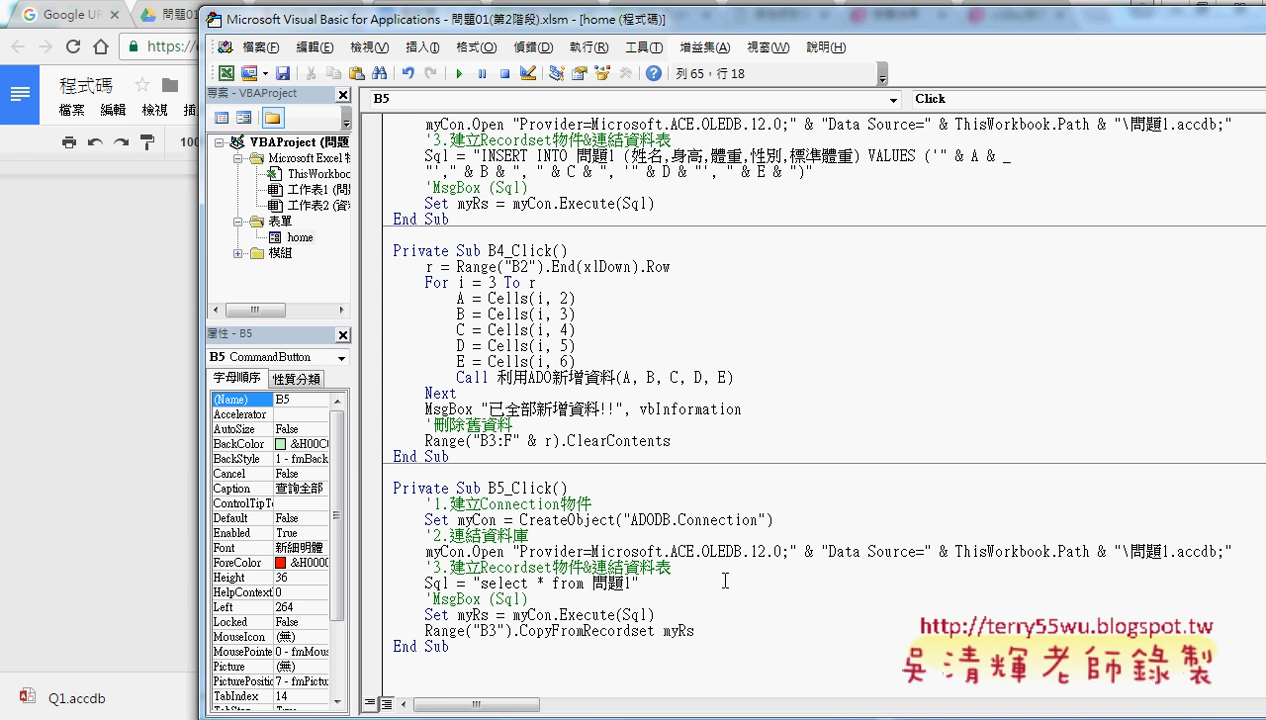 Google UF
問題0
Microsoft Visual Basic for Applications - 問題01(第2階段).xlsm - [home (程式碼)]
https:/
檔案(F) 編輯(E) 檢視(V) 插入(I) 格式(O) 偵錯(D) 執行(R) 工具(T) 增益集(A) 視窗(W) 說明(H)
列 65，行 18
程式碼
檔案 編輯 檢視 插
100
專案 - VBAProject
VBAProject (問題
Microsoft Excel
ThisWorkboo
工作表1 (問
工作表2 (資
表單
home
模組
屬性 - B5
B5 CommandButton
字母順序 性質分類
(Name) B5
Accelerator
AutoSize False
BackColor &H00C
BackStyle 1 - fmBack
Cancel False
Caption 查詢全部
ControlTipT
Default False
Enabled True
Font 新細明體
ForeColor &H0000
Height 36
HelpContext 0
Left 264
Locked False
MouseIcon (無)
MousePointe 0 - fmMou
Picture (無)
PicturePositio 7 - fmPictu
TabIndex 14
TabStop True
B5 Click
myCon.Open "Provider=Microsoft.ACE.OLEDB.12.0;" & "Data Source=" & ThisWorkbook.Path & "\問題1.accdb;"
'3.建立Recordset物件&連結資料表
Sql = "INSERT INTO 問題1 (姓名,身高,體重,性別,標準體重) VALUES ('" & A & _
"'," & B & ", " & C & ", '" & D & "', " & E & ")"
'MsgBox (Sql)
Set myRs = myCon.Execute(Sql)
End Sub
Private Sub B4_Click()
r = Range("B2").End(xlDown).Row
For i = 3 To r
A = Cells(i, 2)
B = Cells(i, 3)
C = Cells(i, 4)
D = Cells(i, 5)
E = Cells(i, 6)
Call 利用ADO新增資料(A, B, C, D, E)
Next
MsgBox "已全部新增資料!!", vbInformation
'刪除舊資料
Range("B3:F" & r).ClearContents
End Sub
Private Sub B5_Click()
'1.建立Connection物件
Set myCon = CreateObject("ADODB.Connection")
'2.連結資料庫
myCon.Open "Provider=Microsoft.ACE.OLEDB.12.0;" & "Data Source=" & ThisWorkbook.Path & "\問題1.accdb;"
'3.建立Recordset物件&連結資料表
Sql = "select * from 問題1"
'MsgBox (Sql)
Set myRs = myCon.Execute(Sql)
Range("B3").CopyFromRecordset myRs
End Sub
http://terry55wu.blogspot.tw
吳清輝老師錄製
Q1.accdb